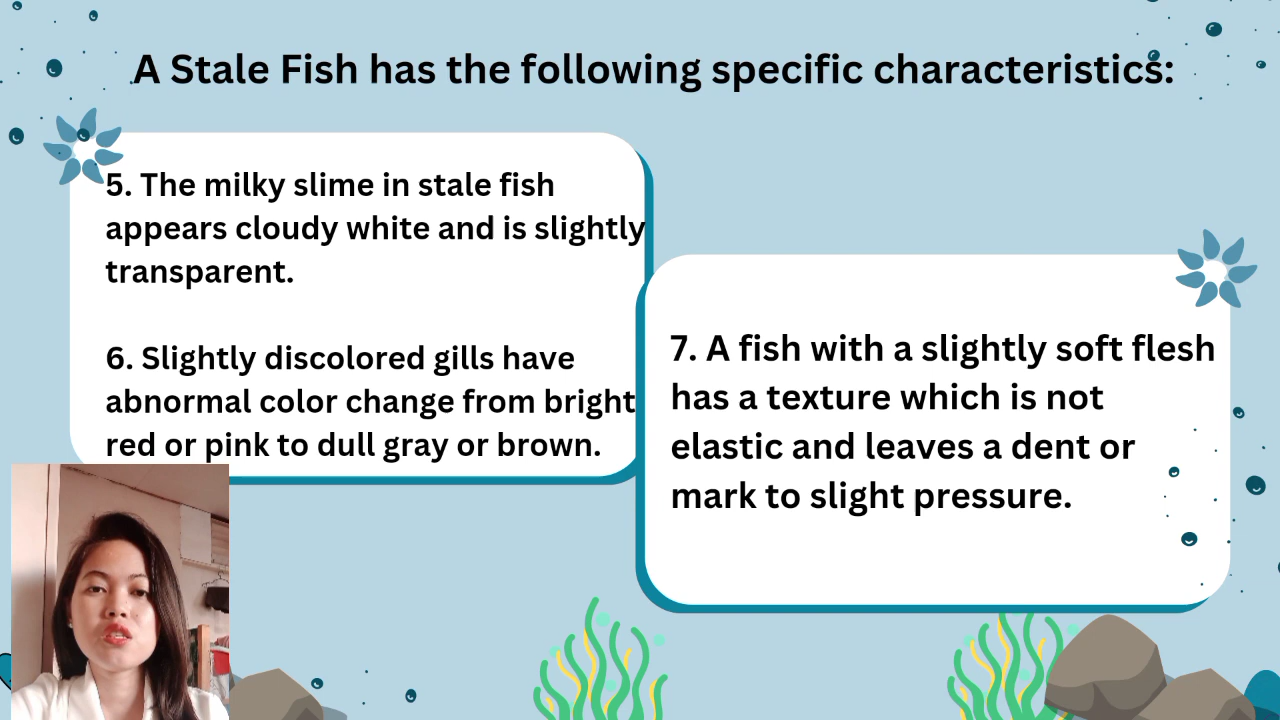 A Stale Fish has the following specific characteristics:
5. The milky slime in stale fish
appears cloudy white and is slightly
transparent.
6. Slightly discolored gills have
abnormal color change from bright
red or pink to dull gray or brown.
7. A fish with a slightly soft flesh
has a texture which is not
elastic and leaves a dent or
mark to slight pressure.